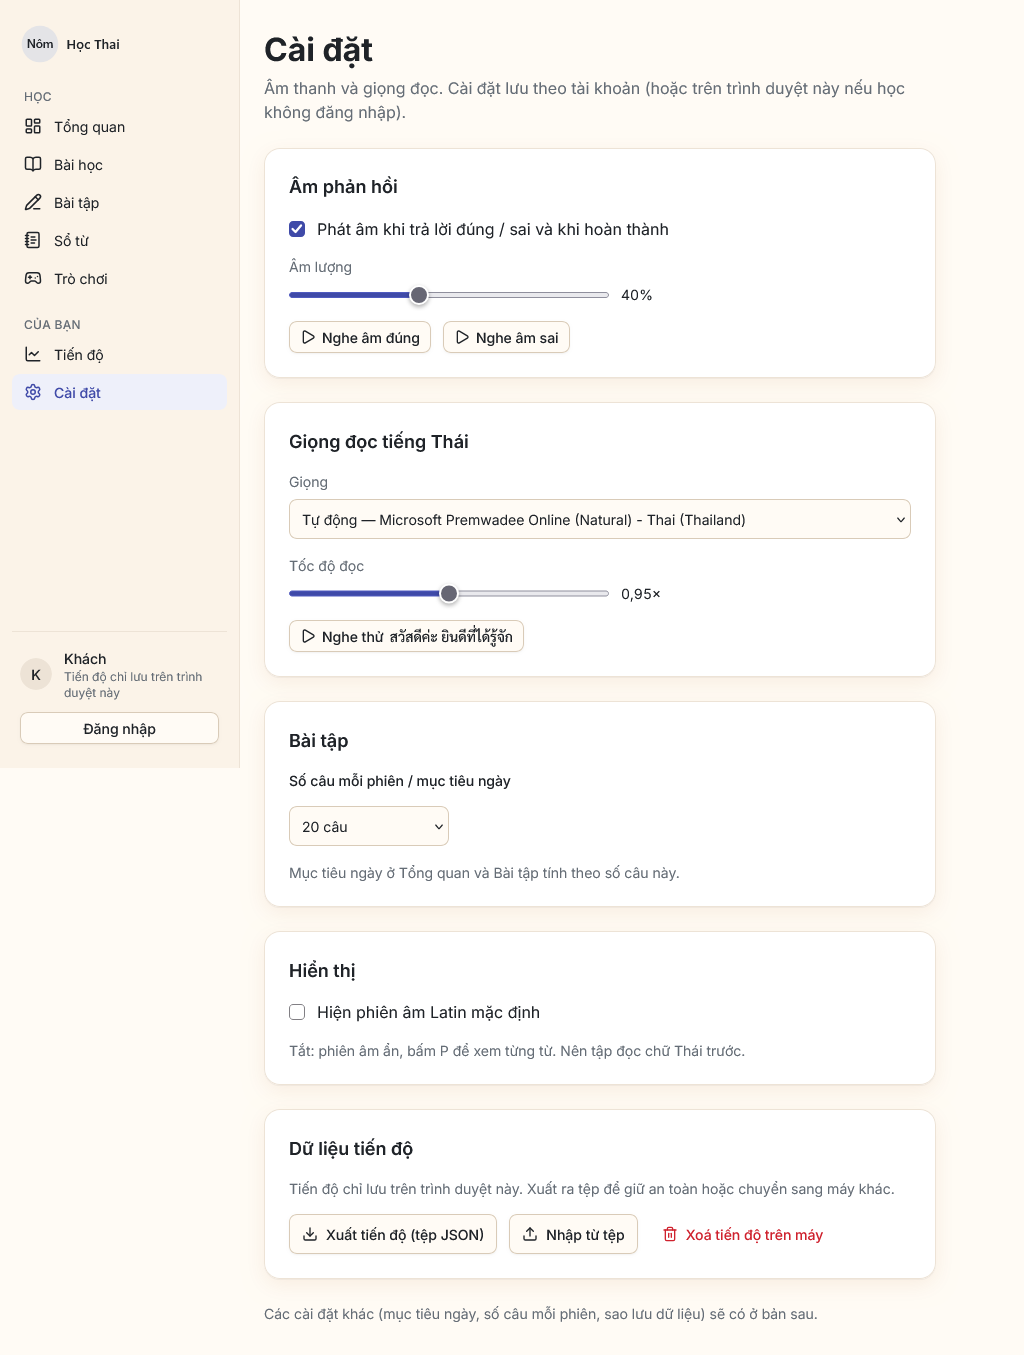 Nôm Học Thai
HỌC
Tổng quan
Bài học
Bài tập
Sổ từ
Trò chơi
CỦA BẠN
Tiến độ
Cài đặt
Khách
K
Tiến độ chỉ lưu trên trình
duyệt này
Đăng nhập
Cài đặt
Âm thanh và giọng đọc. Cài đặt lưu theo tài khoản (hoặc trên trình duyệt này nếu học
không đăng nhập).
Âm phản hồi
Phát âm khi trả lời đúng / sai và khi hoàn thành
Âm lượng
40%
Nghe âm đúng Nghe âm sai
Giọng đọc tiếng Thái
Giọng
Tự động — Microsoft Premwadee Online (Natural) - Thai (Thailand)
Tốc độ đọc
0,95×
Nghe thử สวัสดีค่ะ ยินดีที่ได้รู้จัก
Bài tập
Số câu mỗi phiên / mục tiêu ngày
20 câu
Mục tiêu ngày ở Tổng quan và Bài tập tính theo số câu này.
Hiển thị
Hiện phiên âm Latin mặc định
Tắt: phiên âm ẩn, bấm P để xem từng từ. Nên tập đọc chữ Thái trước.
Dữ liệu tiến độ
Tiến độ chỉ lưu trên trình duyệt này. Xuất ra tệp để giữ an toàn hoặc chuyển sang máy khác.
Xuất tiến độ (tệp JSON) Nhập từ tệp Xoá tiến độ trên máy
Các cài đặt khác (mục tiêu ngày, số câu mỗi phiên, sao lưu dữ liệu) sẽ có ở bản sau.